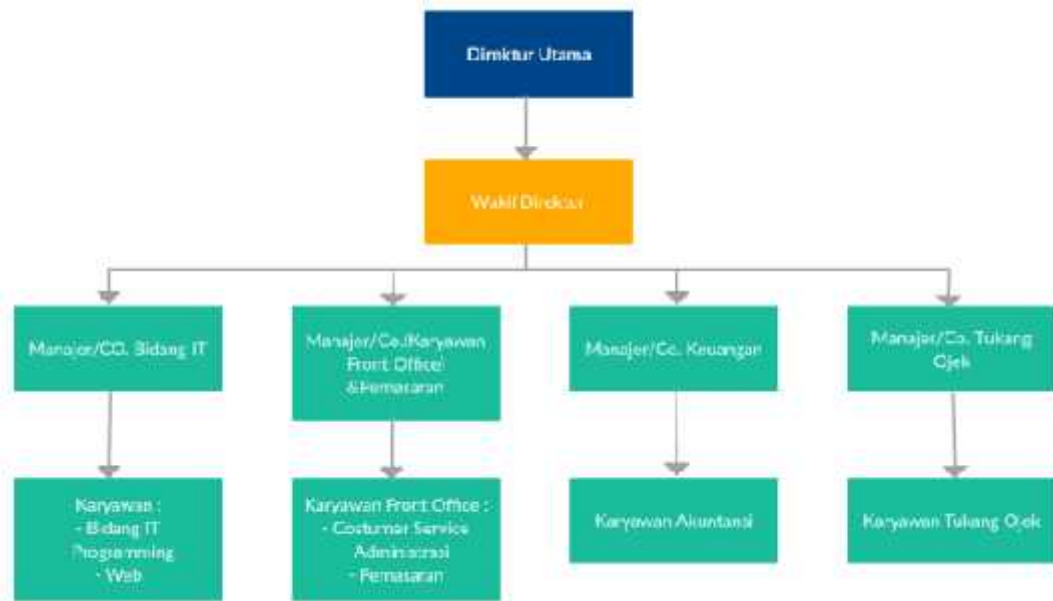 Direktur Utama
Wakil Direktur
Manajer/CO. Bidang IT
Manajer/Co.(Karyawan
Front Office)
&Pemasaran
Manajer/Co. Keuangan
Manajer/Co. Tukang
Ojek
Karyawan :
- Bidang IT
Programming
- Web
Karyawan Front Office :
- Costumer Service
Administrasi
- Pemasaran
Karyawan Akuntansi
Karyawan Tukang Ojek